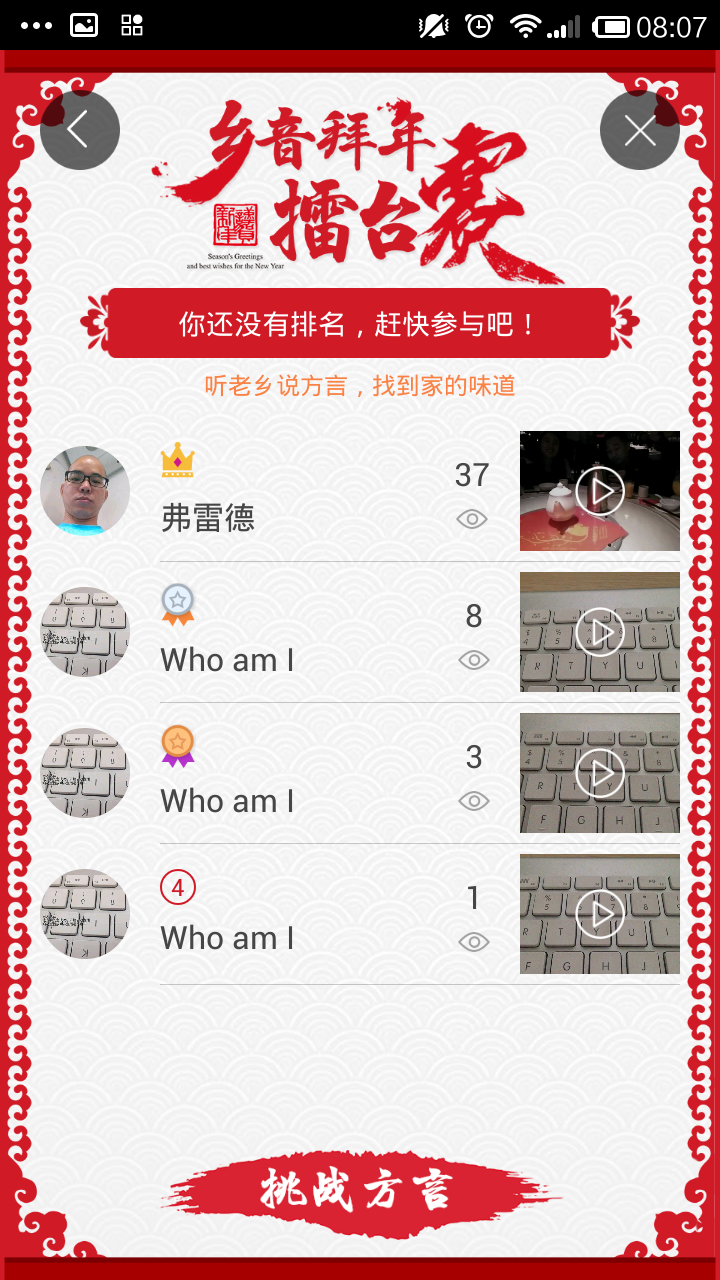 08:07
乡音拜年
擂台赛
Season's Greetings
and best wishes for the New Year
你还没有排名，赶快参与吧！
听老乡说方言，找到家的味道
37
弗雷德
8
Who am I
3
Who am I
4
1
Who am I
挑战方言